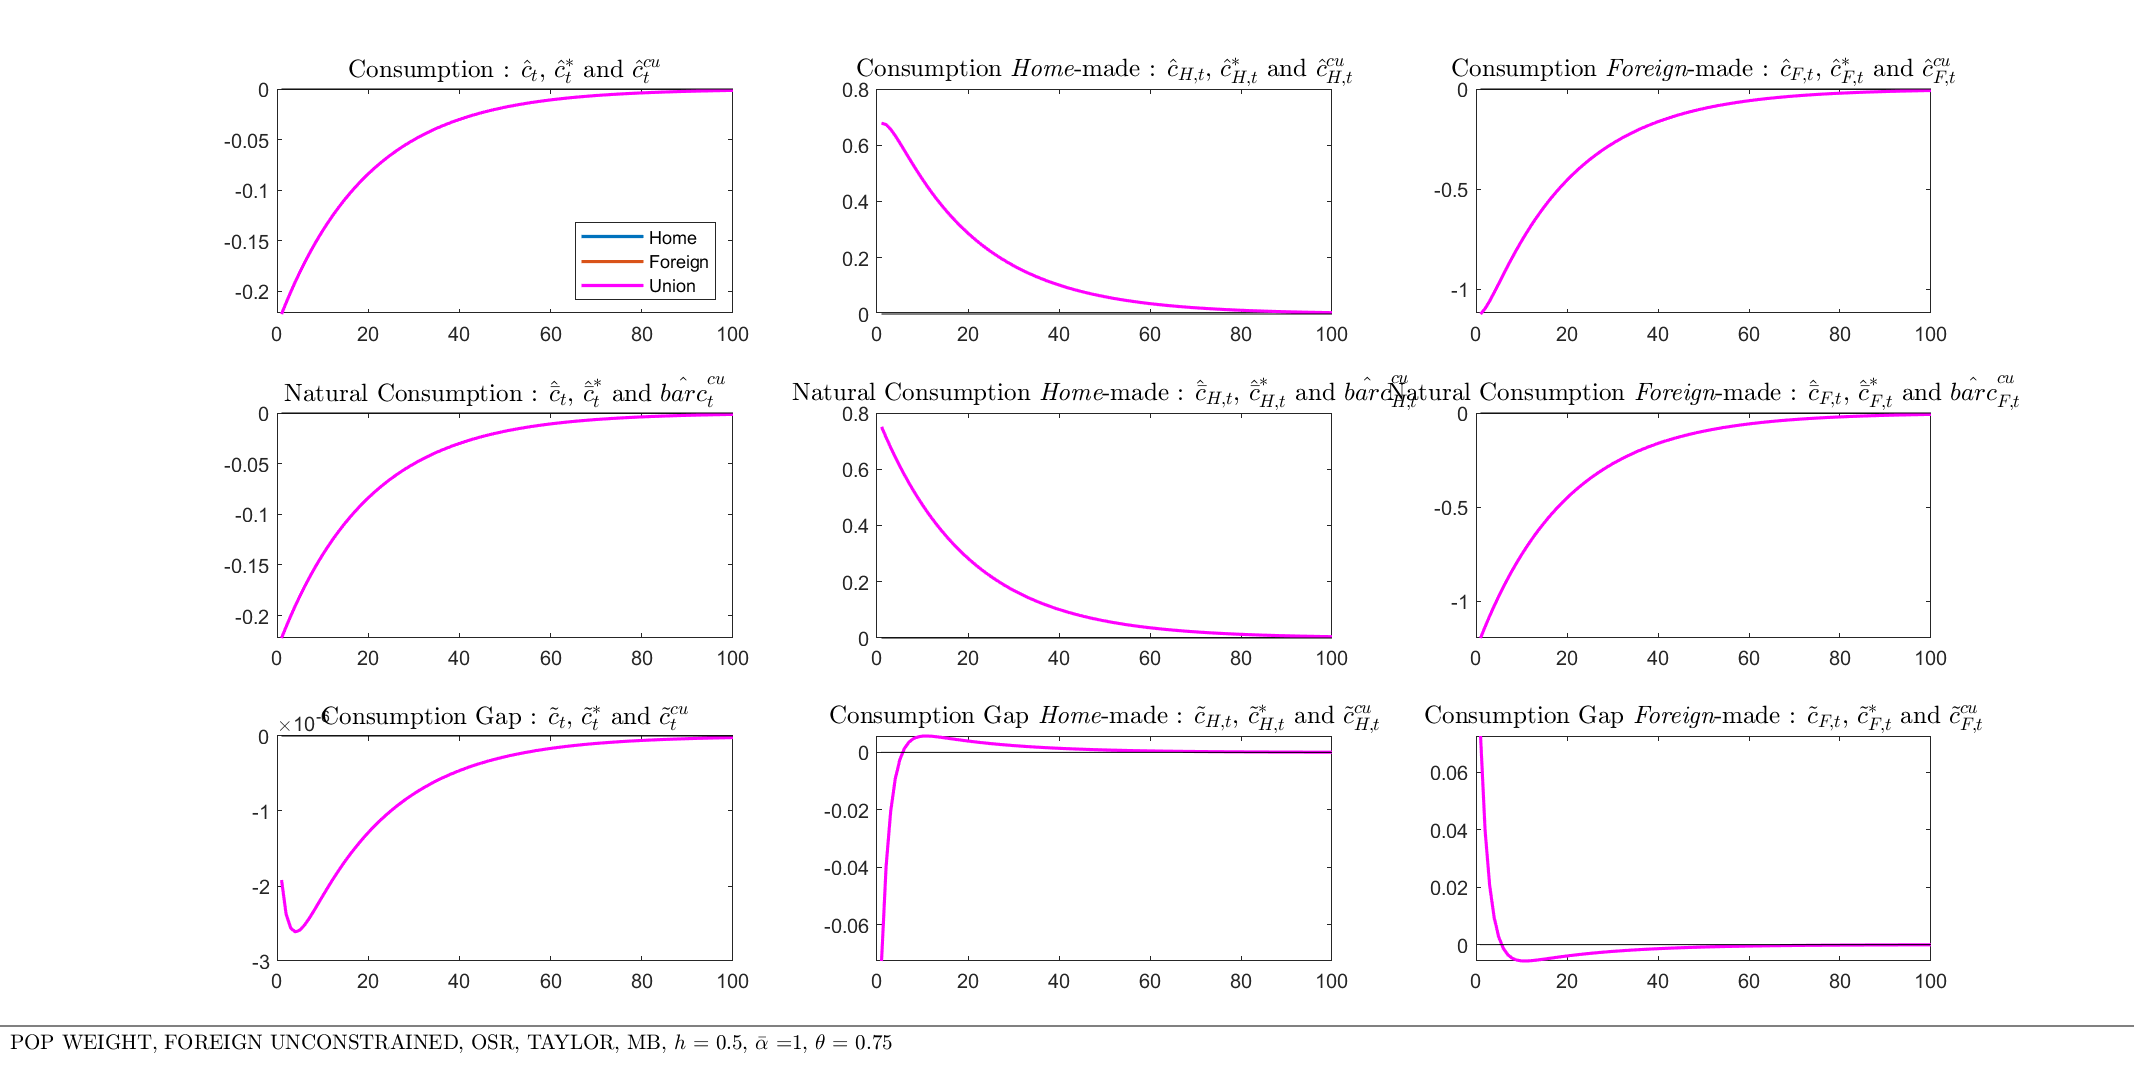 Consumption : ĉ_t, ĉ*_t and ĉ^cu_t
0
-0.05
-0.1
-0.15
-0.2
0 20 40 60 80 100
Home
Foreign
Union
Consumption Home-made : ĉ_H,t, ĉ*_H,t and ĉ^cu_H,t
0.8
0.6
0.4
0.2
0
0 20 40 60 80 100
Consumption Foreign-made : ĉ_F,t, ĉ*_F,t and ĉ^cu_F,t
0
-0.5
-1
0 20 40 60 80 100
Natural Consumption : c̄̂_t, c̄̂*_t and bar̂c^cu_t
0
-0.05
-0.1
-0.15
-0.2
0 20 40 60 80 100
Natural Consumption Home-made : c̄̂_H,t, c̄̂*_H,t and bar̂c^cu_H,t
0.8
0.6
0.4
0.2
0
0 20 40 60 80 100
Natural Consumption Foreign-made : c̄̂_F,t, c̄̂*_F,t and bar̂c^cu_F,t
0
-0.5
-1
0 20 40 60 80 100
Consumption Gap : c̃_t, c̃*_t and c̃^cu_t
0
-1
-2
-3
0 20 40 60 80 100
Consumption Gap Home-made : c̃_H,t, c̃*_H,t and c̃^cu_H,t
0
-0.02
-0.04
-0.06
0 20 40 60 80 100
Consumption Gap Foreign-made : c̃_F,t, c̃*_F,t and c̃^cu_F,t
0.06
0.04
0.02
0
0 20 40 60 80 100
POP WEIGHT, FOREIGN UNCONSTRAINED, OSR, TAYLOR, MB, h = 0.5, ᾱ =1, θ = 0.75